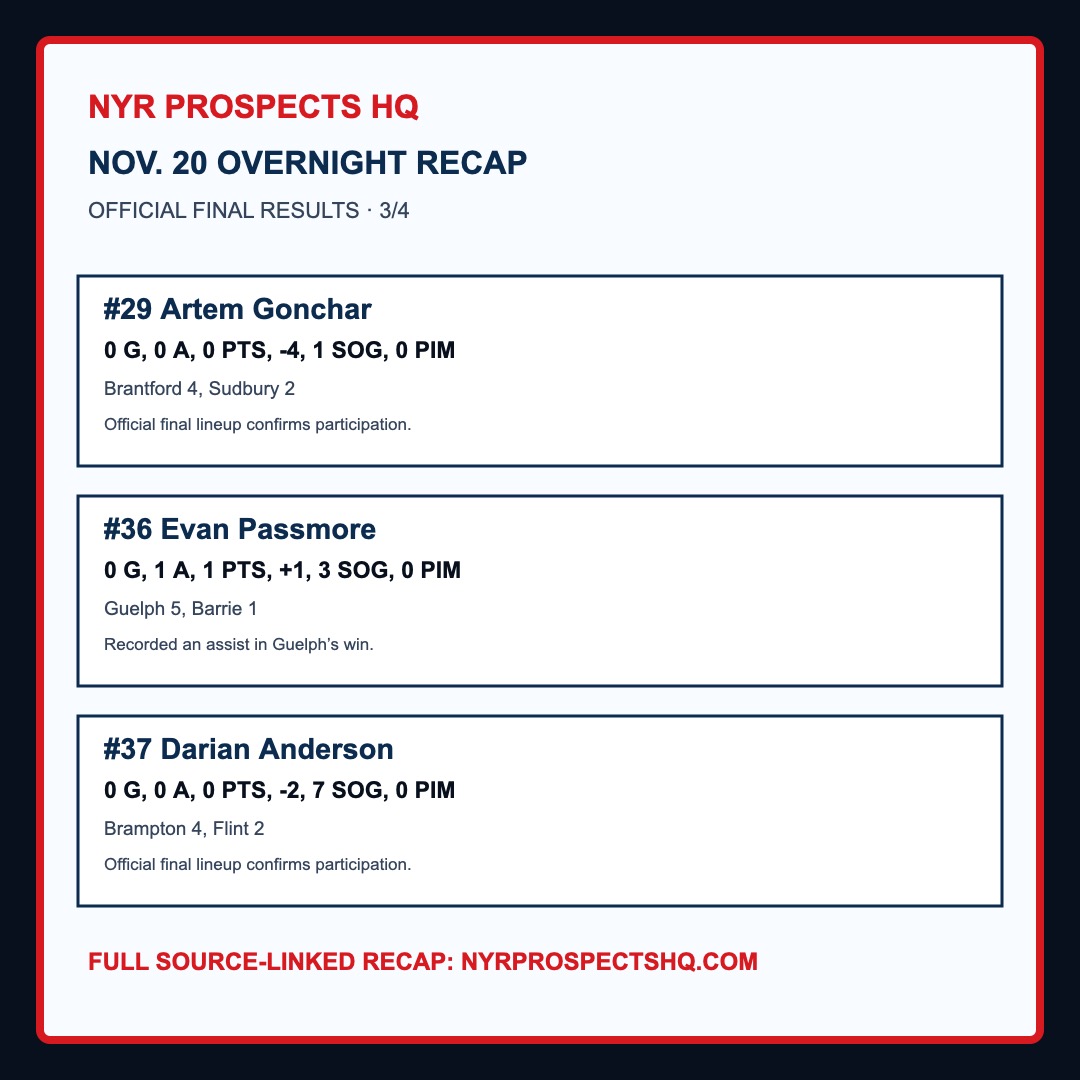 NYR PROSPECTS HQ
NOV. 20 OVERNIGHT RECAP
OFFICIAL FINAL RESULTS · 3/4
#29 Artem Gonchar
0 G, 0 A, 0 PTS, -4, 1 SOG, 0 PIM
Brantford 4, Sudbury 2
Official final lineup confirms participation.
#36 Evan Passmore
0 G, 1 A, 1 PTS, +1, 3 SOG, 0 PIM
Guelph 5, Barrie 1
Recorded an assist in Guelph’s win.
#37 Darian Anderson
0 G, 0 A, 0 PTS, -2, 7 SOG, 0 PIM
Brampton 4, Flint 2
Official final lineup confirms participation.
FULL SOURCE-LINKED RECAP: NYRPROSPECTSHQ.COM